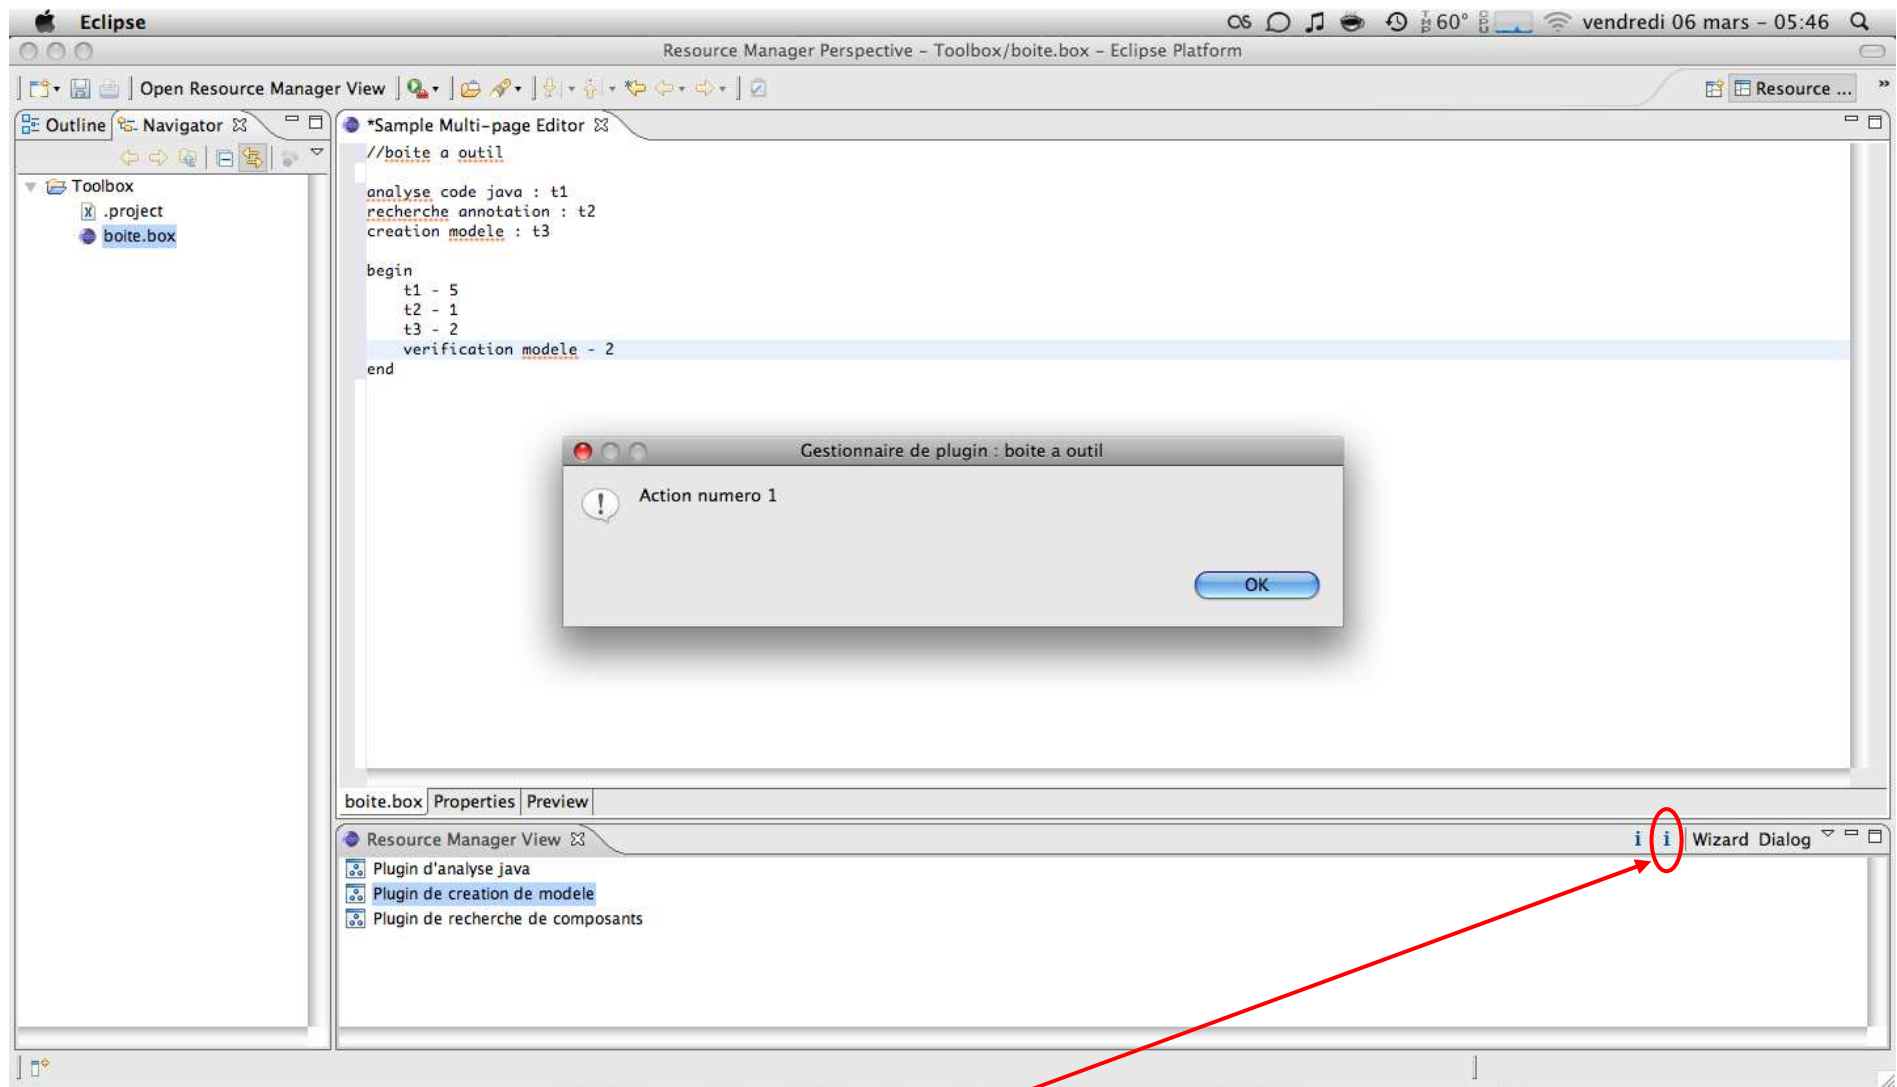 Eclipse
60° vendredi 06 mars - 05:46
Resource Manager Perspective - Toolbox/boite.box - Eclipse Platform
Open Resource Manager View
Resource ...
Outline Navigator
*Sample Multi-page Editor
//boite a outil
Toolbox
.project
boite.box
analyse code java : t1
recherche annotation : t2
creation modele : t3
begin
t1 - 5
t2 - 1
t3 - 2
verification modele - 2
end
Gestionnaire de plugin : boite a outil
Action numero 1
OK
boite.box Properties Preview
Resource Manager View
i i Wizard Dialog
Plugin d'analyse java
Plugin de creation de modele
Plugin de recherche de composants